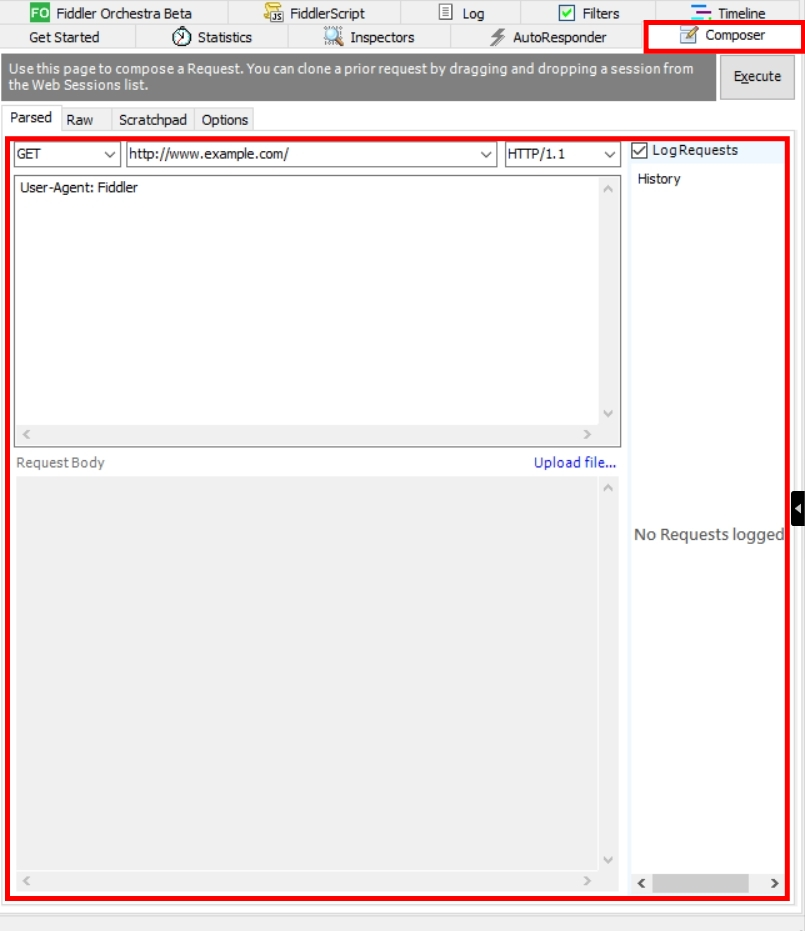 FO Fiddler Orchestra Beta
JS FiddlerScript
Log
Filters
Timeline
Get Started
Statistics
Inspectors
AutoResponder
Composer
Use this page to compose a Request. You can clone a prior request by dragging and dropping a session from
the Web Sessions list.
Execute
Parsed
Raw
Scratchpad
Options
GET
http://www.example.com/
HTTP/1.1
Log Requests
User-Agent: Fiddler
History
Request Body
Upload file...
No Requests logged